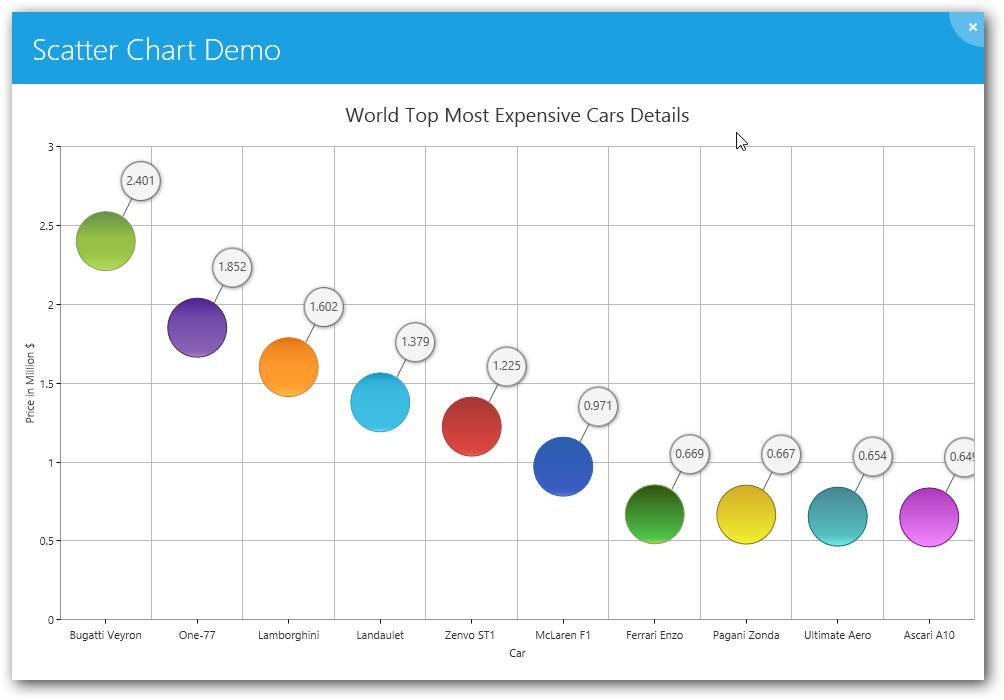 Scatter Chart Demo
World Top Most Expensive Cars Details
3
2.5
2
1.5
1
0.5
0
Price in Million $
2.401
1.852
1.602
1.379
1.225
0.971
0.669
0.667
0.654
0.649
Bugatti Veyron
One-77
Lamborghini
Landaulet
Zenvo ST1
McLaren F1
Ferrari Enzo
Pagani Zonda
Ultimate Aero
Ascari A10
Car